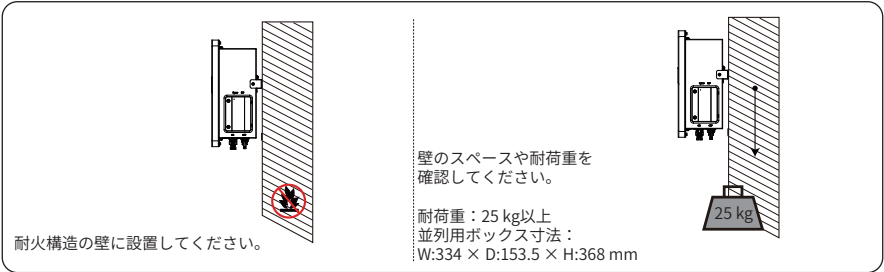 耐火構造の壁に設置してください。
壁のスペースや耐荷重を
確認してください。
耐荷重：25 kg以上
並列用ボックス寸法：
W:334 × D:153.5 × H:368 mm
25 kg